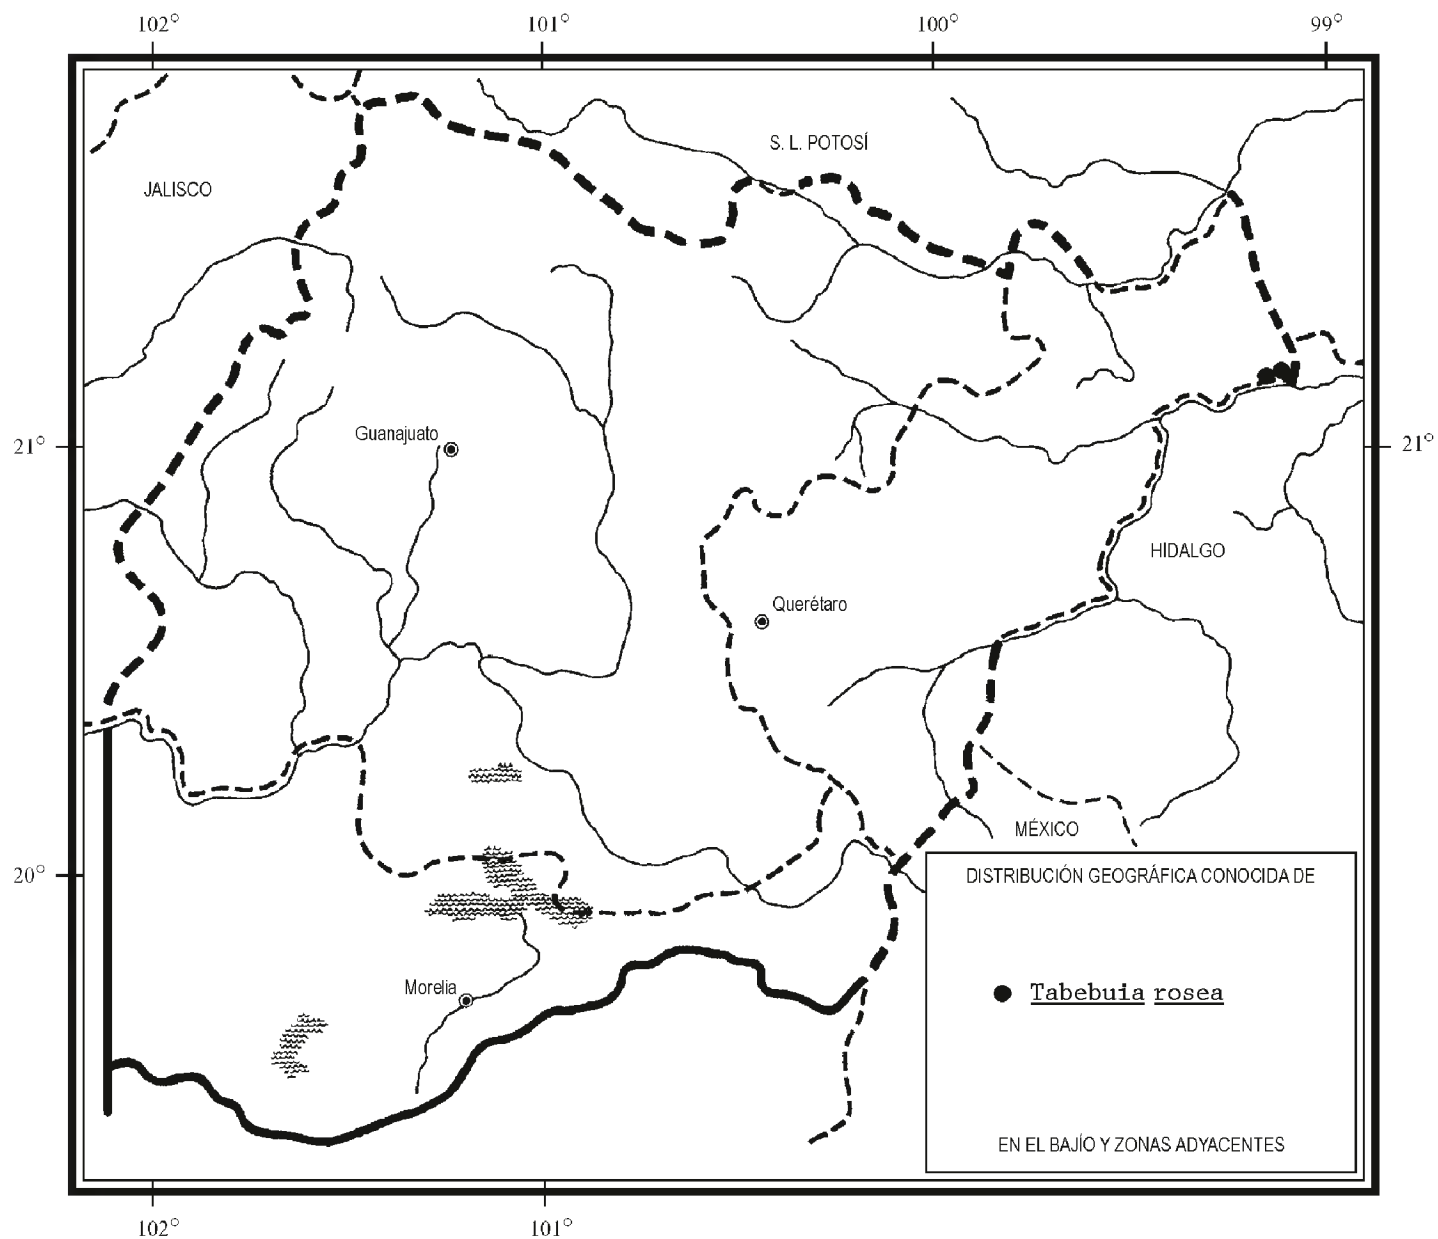 102° 101° 100° 99°
S. L. POTOSÍ
JALISCO
Guanajuato
21° 21°
HIDALGO
Querétaro
MÉXICO
20°
DISTRIBUCIÓN GEOGRÁFICA CONOCIDA DE
Morelia
Tabebuia rosea
EN EL BAJÍO Y ZONAS ADYACENTES
102° 101°